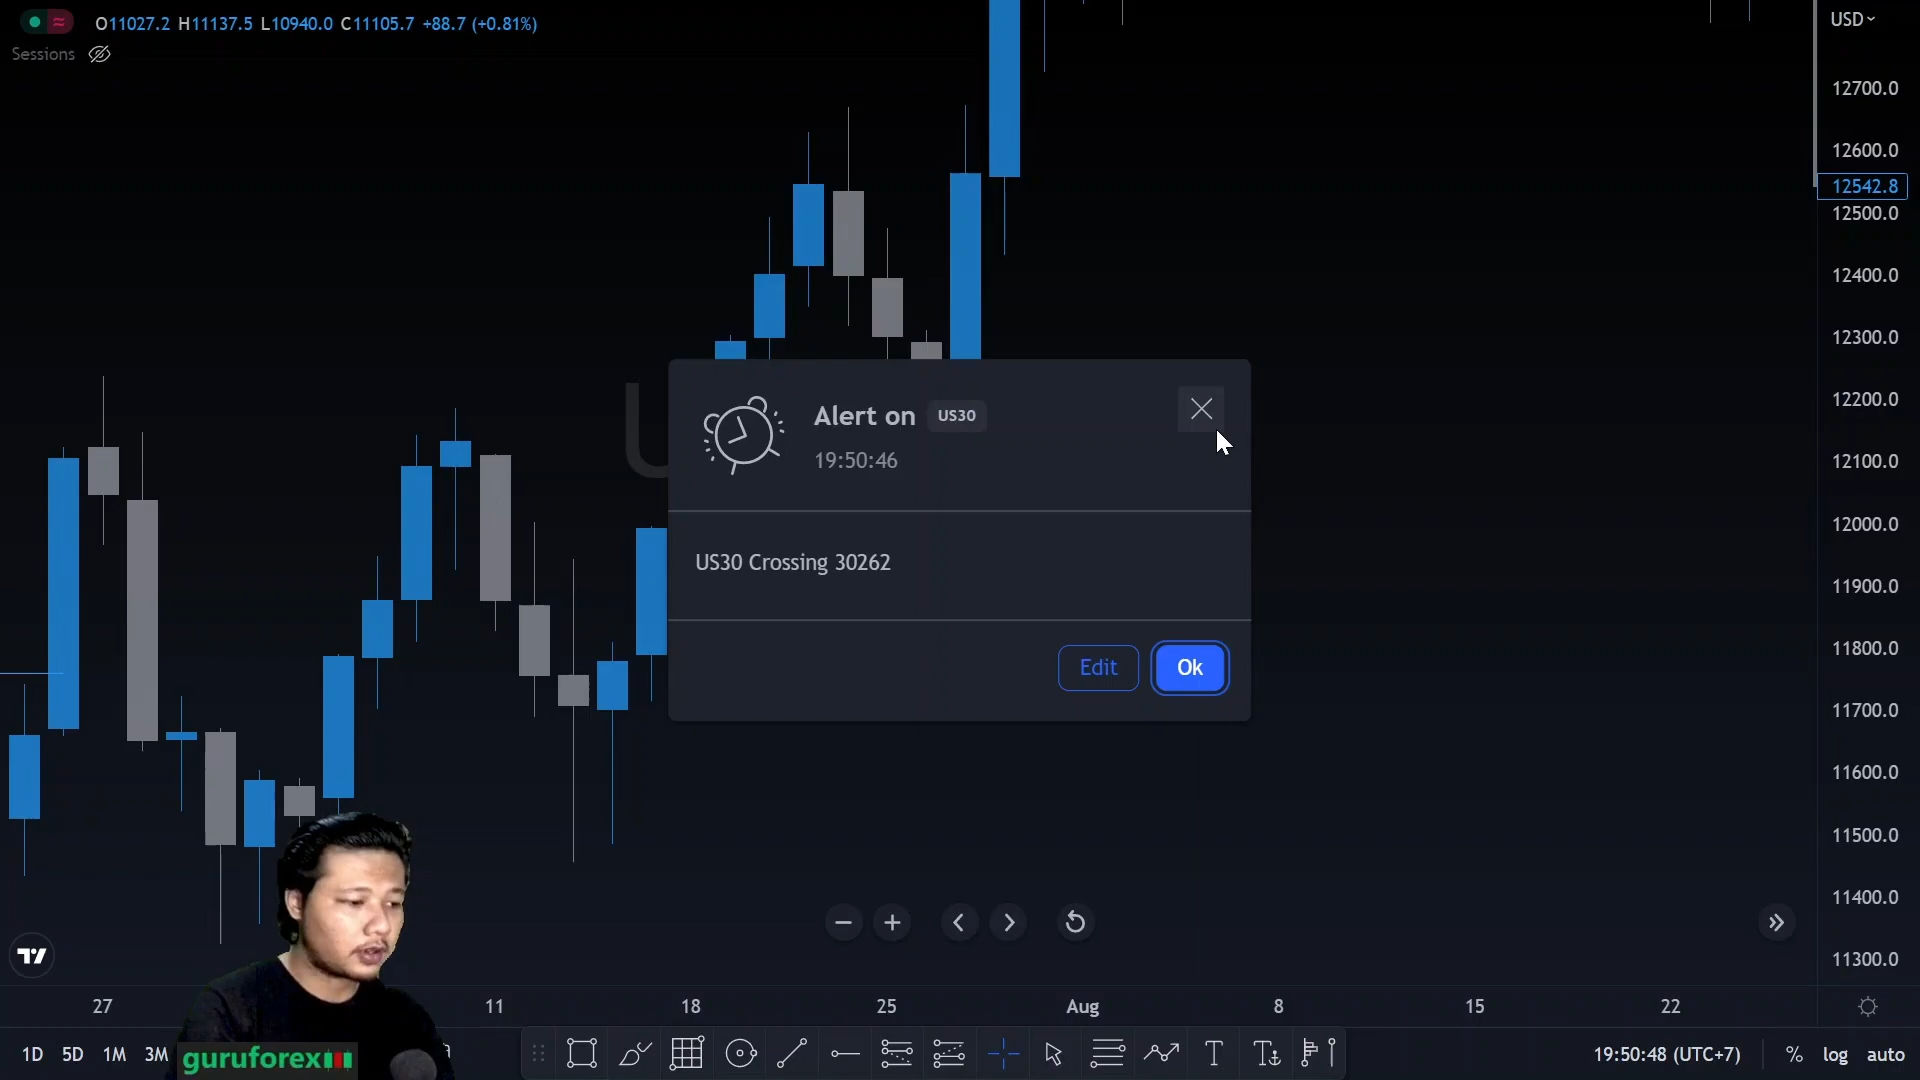 O11027.2 H11137.5 L10940.0 C11105.7 +88.7 (+0.81%)
USD
Sessions
12700.0
12600.0
12542.8
12500.0
12400.0
12300.0
12200.0
12100.0
12000.0
11900.0
11800.0
11700.0
11600.0
11500.0
11400.0
11300.0
U
Alert on US30
19:50:46
US30 Crossing 30262
Edit Ok
27 11 18 25 Aug 8 15 22
1D 5D 1M 3M
guruforex
19:50:48 (UTC+7) % log auto